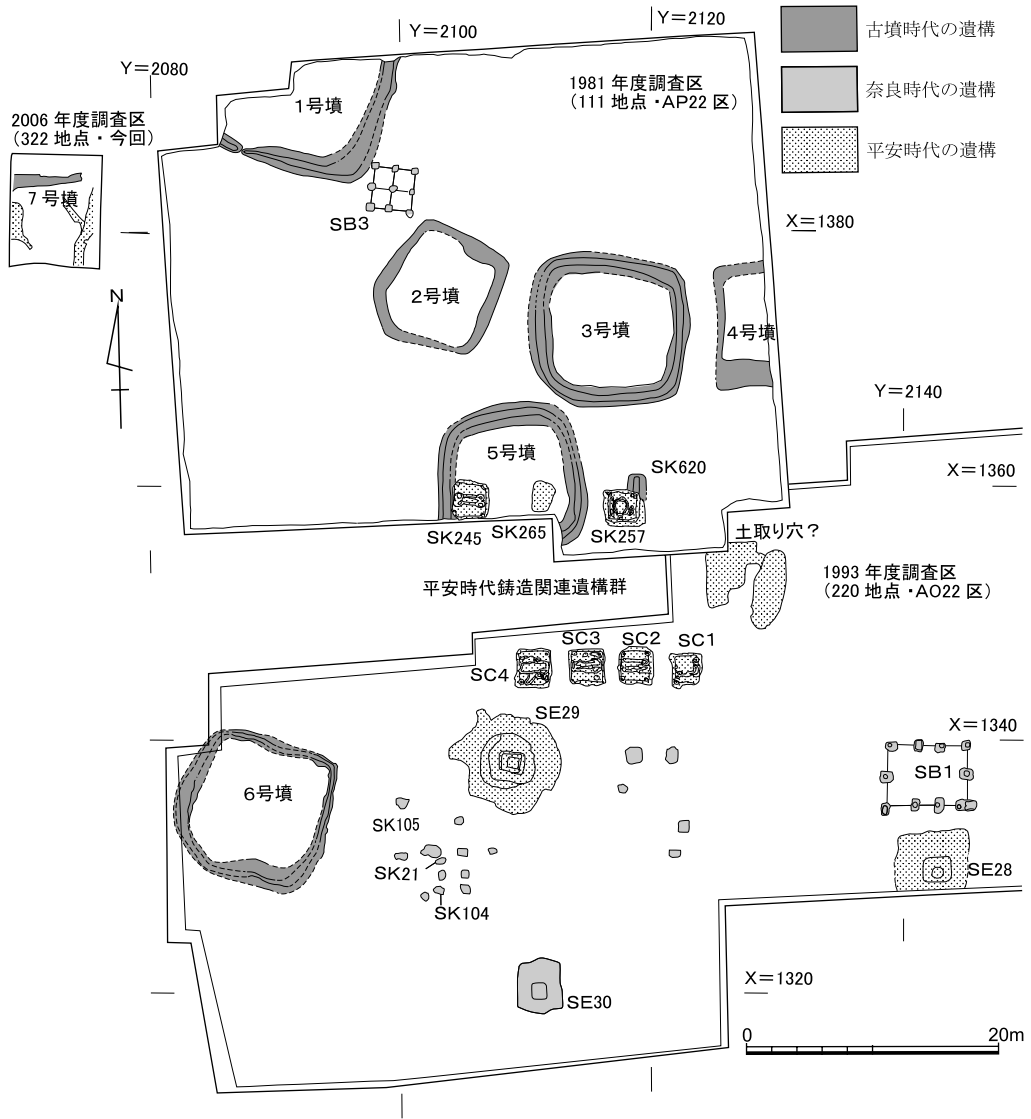 Y＝2120
Y＝2100
古墳時代の遺構
Y＝2080
1981 年度調査区
(111 地点・AP22 区)
奈良時代の遺構
1号墳
2006 年度調査区
(322 地点・今回)
平安時代の遺構
7号墳
SB3
X＝1380
N
2号墳
3号墳
4号墳
Y＝2140
5号墳
SK620
X＝1360
SK245
SK265
SK257
土取り穴？
平安時代鋳造関連遺構群
1993 年度調査区
(220 地点・AO22 区)
SC4
SC3
SC2
SC1
SE29
X＝1340
SB1
6号墳
SK105
SK21
SE28
SK104
X＝1320
SE30
0
20m